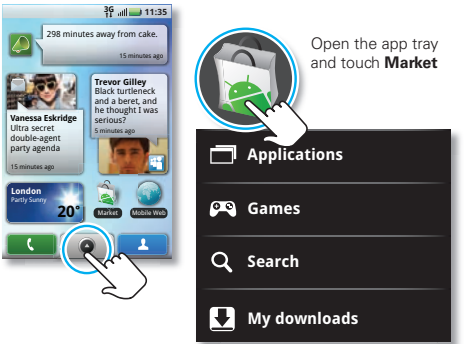 3G 11:35
298 minutes away from cake.
15 minutes ago
Vanessa Eskridge
Ultra secret
double-agent
party agenda
15 minutes ago
Trevor Gilley
Black turtleneck
and a beret, and
he thought I was
serious?
5 minutes ago
London
Partly Sunny
20°
Market
Mobile Web
Open the app tray
and touch Market
Applications
Games
Search
My downloads